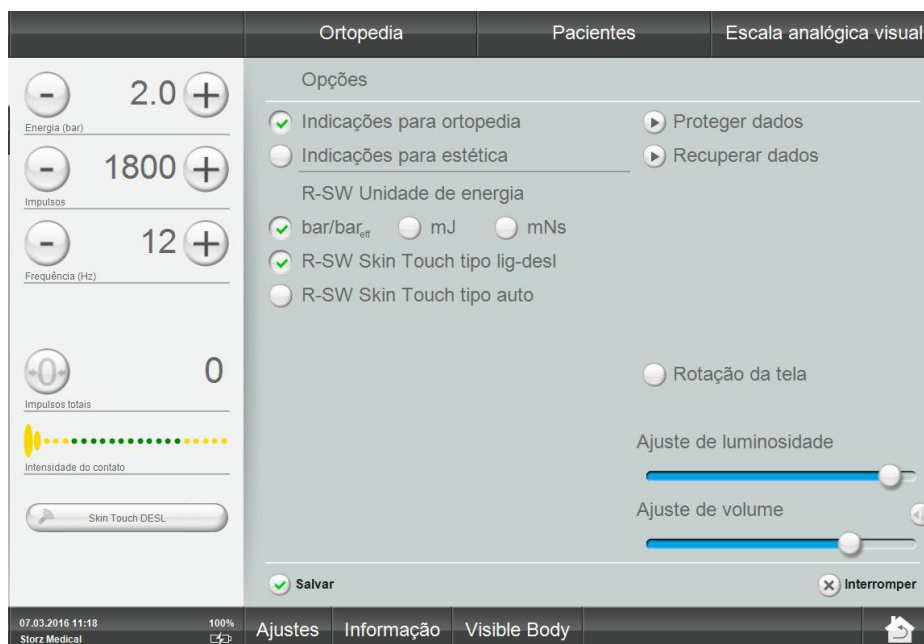 Ortopedia Pacientes Escala analógica visual
- 2.0 +
Energia (bar)
- 1800 +
Impulsos
- 12 +
Frequência (Hz)
0 0
Impulsos totais
Intensidade do contato
Skin Touch DESL
Opções
Indicações para ortopedia
Indicações para estética
R-SW Unidade de energia
bar/bar eff mJ mNs
R-SW Skin Touch tipo lig-desl
R-SW Skin Touch tipo auto
Proteger dados
Recuperar dados
Rotação da tela
Ajuste de luminosidade
Ajuste de volume
Salvar Interromper
07.03.2016 11:18 100%
Storz Medical
Ajustes Informação Visible Body